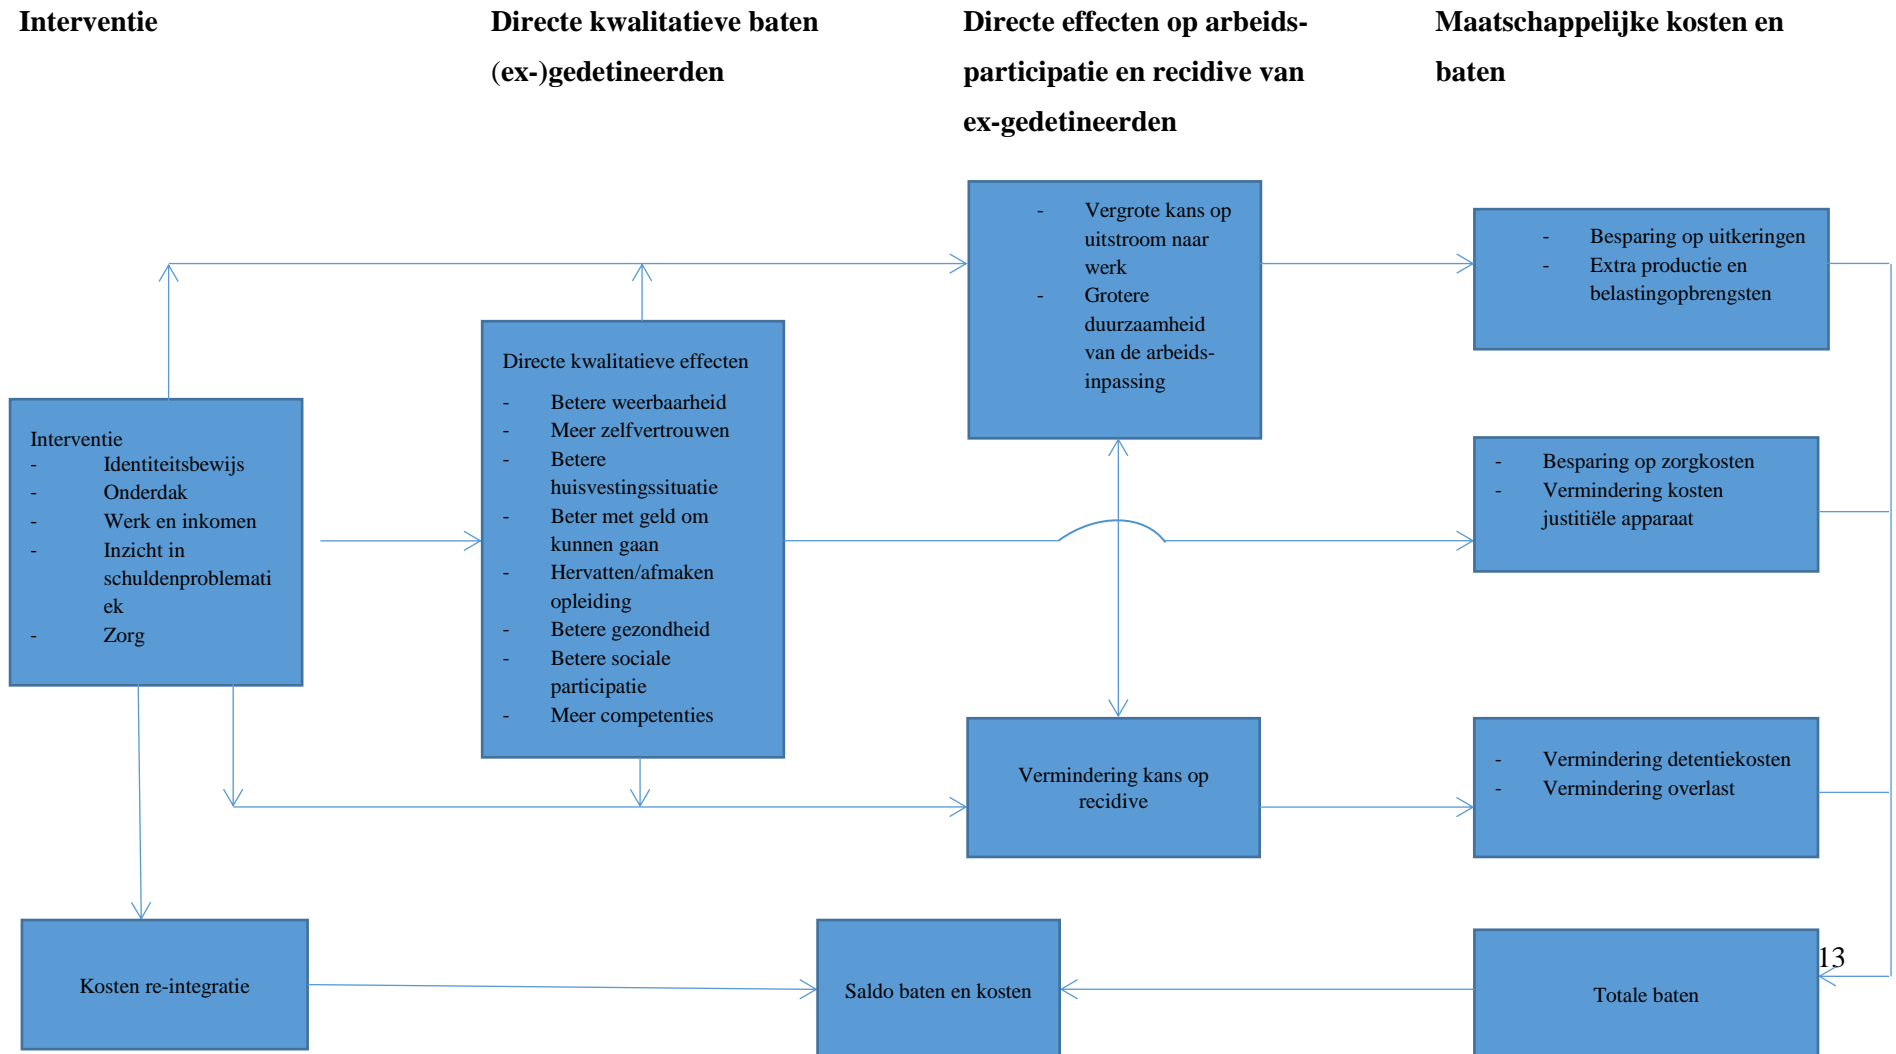 Interventie
Directe kwalitatieve baten
(ex-)gedetineerden
Directe effecten op arbeids-
participatie en recidive van
ex-gedetineerden
Maatschappelijke kosten en
baten
Interventie
- Identiteitsbewijs
- Onderdak
- Werk en inkomen
- Inzicht in
schuldenproblemati
ek
- Zorg
Directe kwalitatieve effecten
- Betere weerbaarheid
- Meer zelfvertrouwen
- Betere
huisvestingssituatie
- Beter met geld om
kunnen gaan
- Hervatten/afmaken
opleiding
- Betere gezondheid
- Betere sociale
participatie
- Meer competenties
- Vergrote kans op
uitstroom naar
werk
- Grotere
duurzaamheid
van de arbeids-
inpassing
- Besparing op uitkeringen
- Extra productie en
belastingopbrengsten
- Besparing op zorgkosten
- Vermindering kosten
justitiële apparaat
Vermindering kans op
recidive
- Vermindering detentiekosten
- Vermindering overlast
Kosten re-integratie
Saldo baten en kosten
Totale baten
13